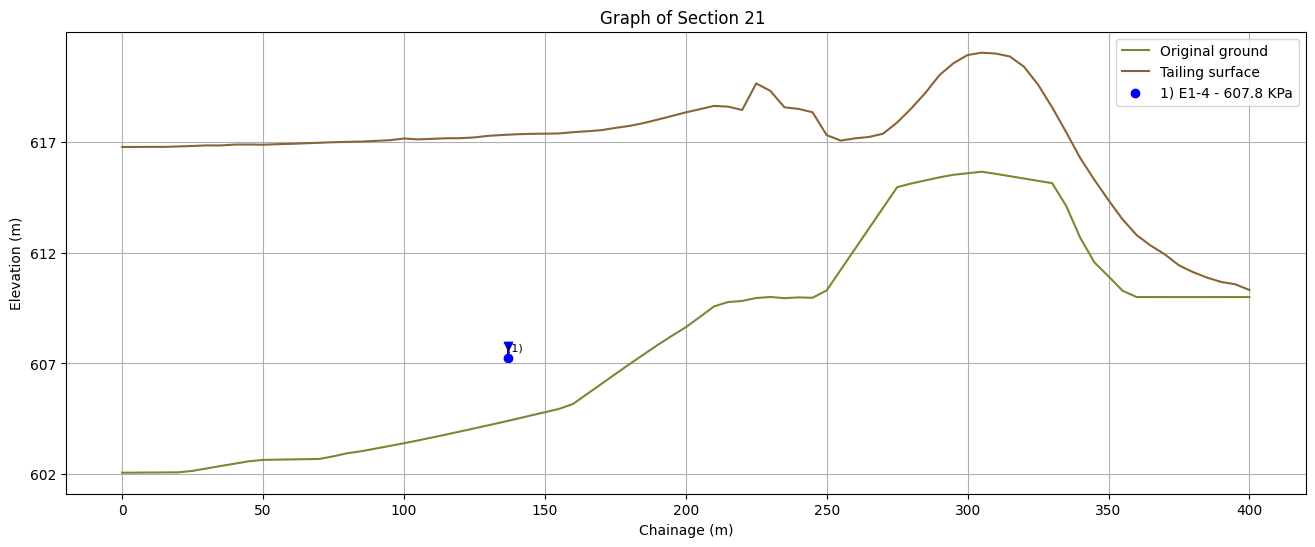 Graph of Section 21
Original ground
Tailing surface
1) E1-4 - 607.8 KPa
617
612
607
602
Elevation (m)
1)
0 50 100 150 200 250 300 350 400
Chainage (m)